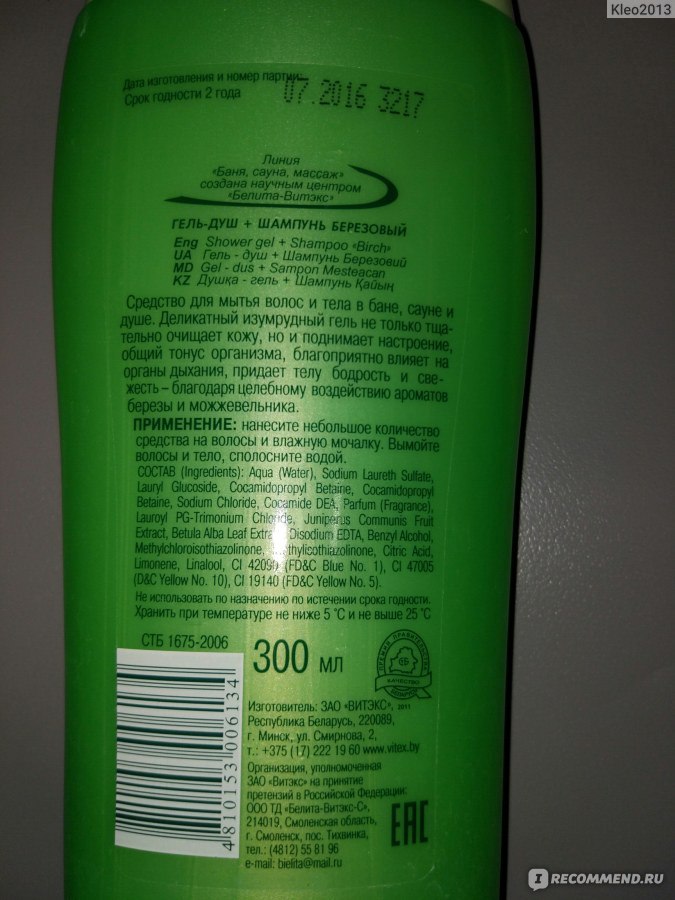 Kleo2013
Дата изготовления и номер партии
07.2016 3217
Срок годности 2 года
Линия
«Баня, сауна, массаж»
создана научным центром
«Белита-Витэкс»
ГЕЛЬ-ДУШ + ШАМПУНЬ БЕРЕЗОВЫЙ
Eng Shower gel + Shampoo «Birch»
UA Гель - душ + Шампунь Березовий
MD Gel - dus + Sampon Mesteacan
KZ Душқа - гель + Шампунь Қайың
Средство для мытья волос и тела в бане, сауне и
душе. Деликатный изумрудный гель не только тща-
тельно очищает кожу, но и поднимает настроение,
общий тонус организма, благоприятно влияет на
органы дыхания, придает телу бодрость и све-
жесть – благодаря целебному воздействию ароматов
березы и можжевельника.
ПРИМЕНЕНИЕ: нанесите небольшое количество
средства на волосы и влажную мочалку. Вымойте
волосы и тело, сполосните водой.
СОСТАВ (Ingredients): Aqua (Water), Sodium Laureth Sulfate,
Lauryl Glucoside, Cocamidopropyl Betaine, Cocamidopropyl
Betaine, Sodium Chloride, Cocamide DEA, Parfum (Fragrance),
Lauroyl PG-Trimonium Chloride, Juniperus Communis Fruit
Extract, Betula Alba Leaf Extract, Disodium EDTA, Benzyl Alcohol,
Methylchloroisothiazolinone, Methylisothiazolinone, Citric Acid,
Limonene, Linalool, CI 42090 (FD&C Blue No. 1), CI 47005
(D&C Yellow No. 10), CI 19140 (FD&C Yellow No. 5).
Не использовать по назначению по истечении срока годности.
Хранить при температуре не ниже 5 °C и не выше 25 °C
СТБ 1675-2006
300 мл
КАЧЕСТВО
2011
4810153006134
Изготовитель: ЗАО «ВИТЭКС»,
Республика Беларусь, 220089,
г. Минск, ул. Смирнова, 2,
т.: +375 (17) 222 19 60 www.vitex.by
Организация, уполномоченная
ЗАО «Витэкс» на принятие
претензий в Российской Федерации:
ООО ТД «Белита-Витэкс-С»,
214019, Смоленская область,
г. Смоленск, пос. Тихвинка,
тел.: (4812) 55 81 96
e-mail: bielita@mail.ru
EAC
IRECOMMEND.RU